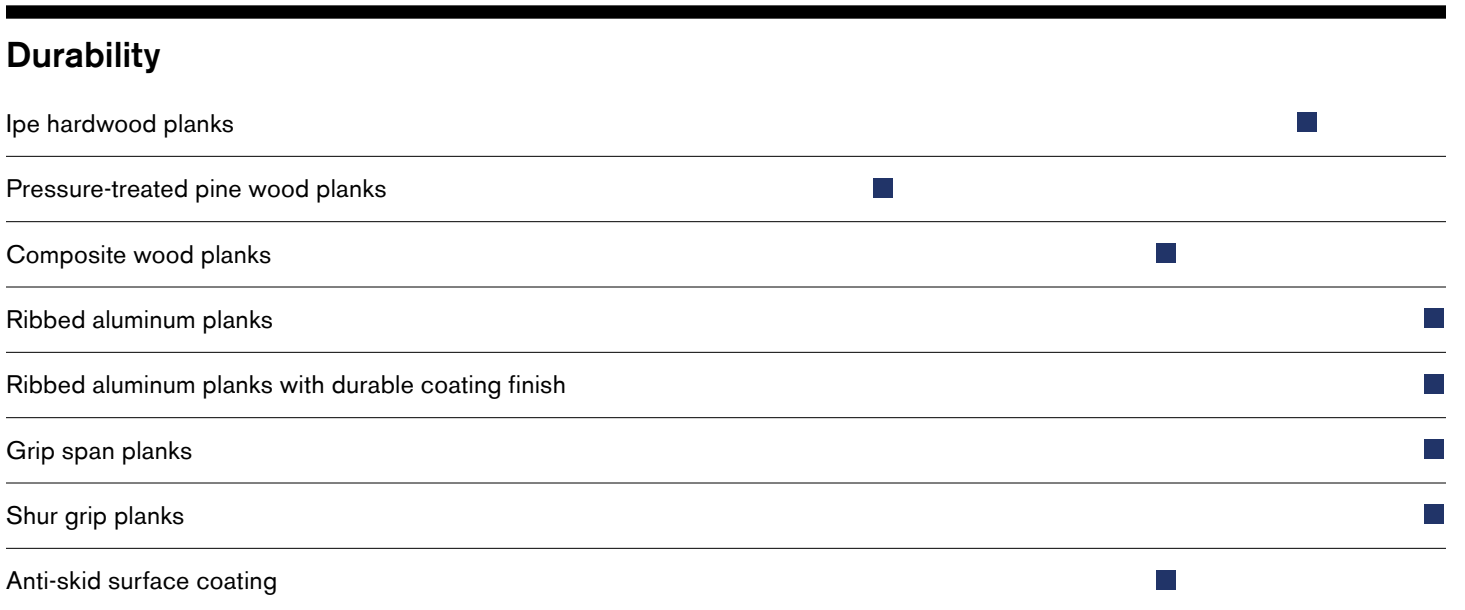 Durability
Ipe hardwood planks
Pressure-treated pine wood planks
Composite wood planks
Ribbed aluminum planks
Ribbed aluminum planks with durable coating finish
Grip span planks
Shur grip planks
Anti-skid surface coating